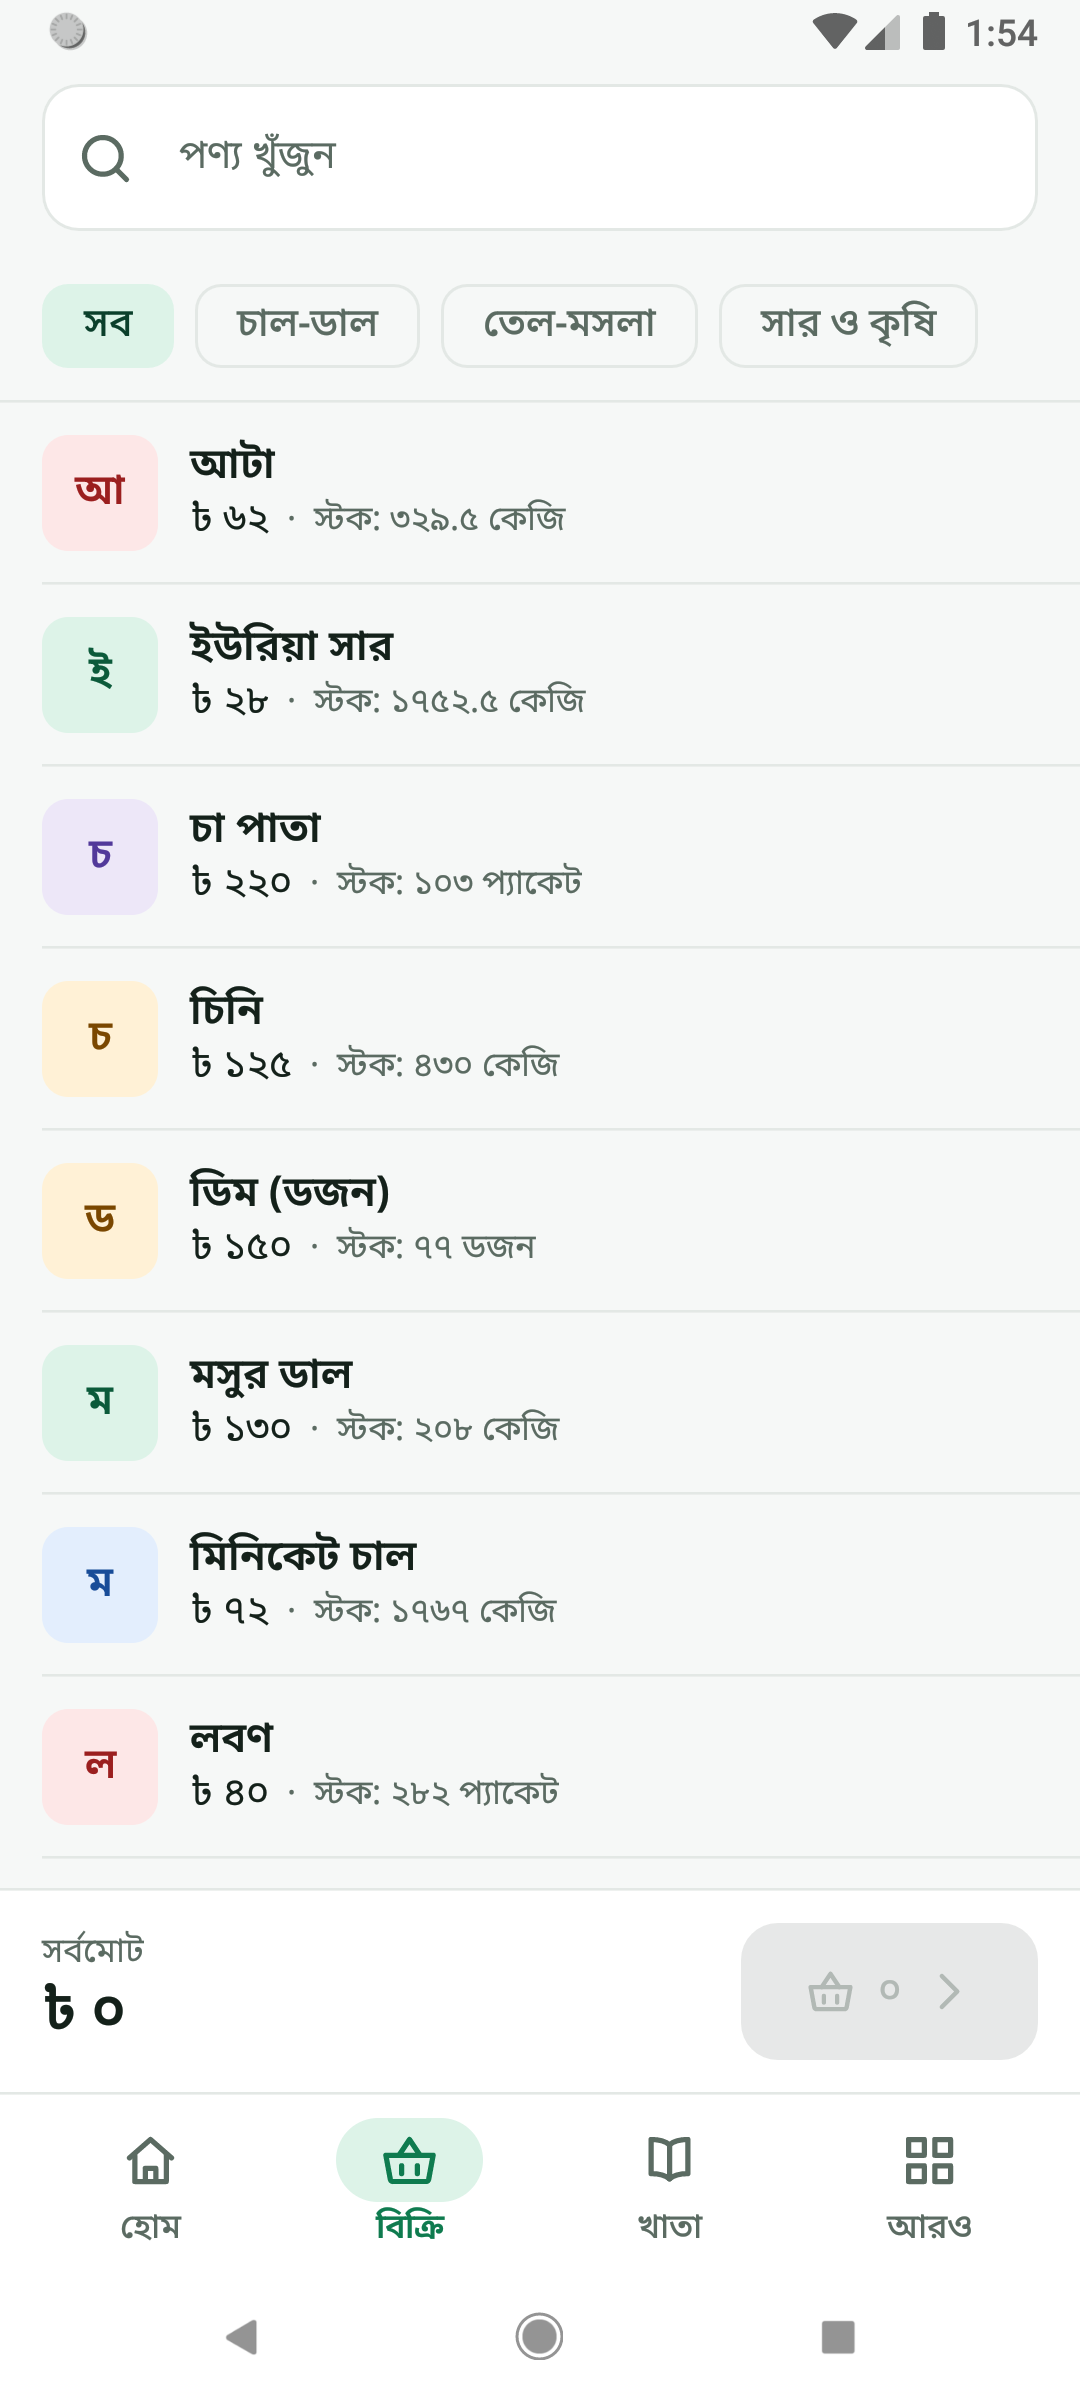 1:54
পণ্য খুঁজুন
সব চাল-ডাল তেল-মসলা সার ও কৃষি
আ
আটা
৳ ৬২ · স্টক: ৩২৯.৫ কেজি
ই
ইউরিয়া সার
৳ ২৮ · স্টক: ১৭৫২.৫ কেজি
চ
চা পাতা
৳ ২২০ · স্টক: ১০৩ প্যাকেট
চ
চিনি
৳ ১২৫ · স্টক: ৪৩০ কেজি
ড
ডিম (ডজন)
৳ ১৫০ · স্টক: ৭৭ ডজন
ম
মসুর ডাল
৳ ১৩০ · স্টক: ২০৮ কেজি
ম
মিনিকেট চাল
৳ ৭২ · স্টক: ১৭৬৭ কেজি
ল
লবণ
৳ ৪০ · স্টক: ২৮২ প্যাকেট
সর্বমোট
৳ ০
০
হোম বিক্রি খাতা আরও